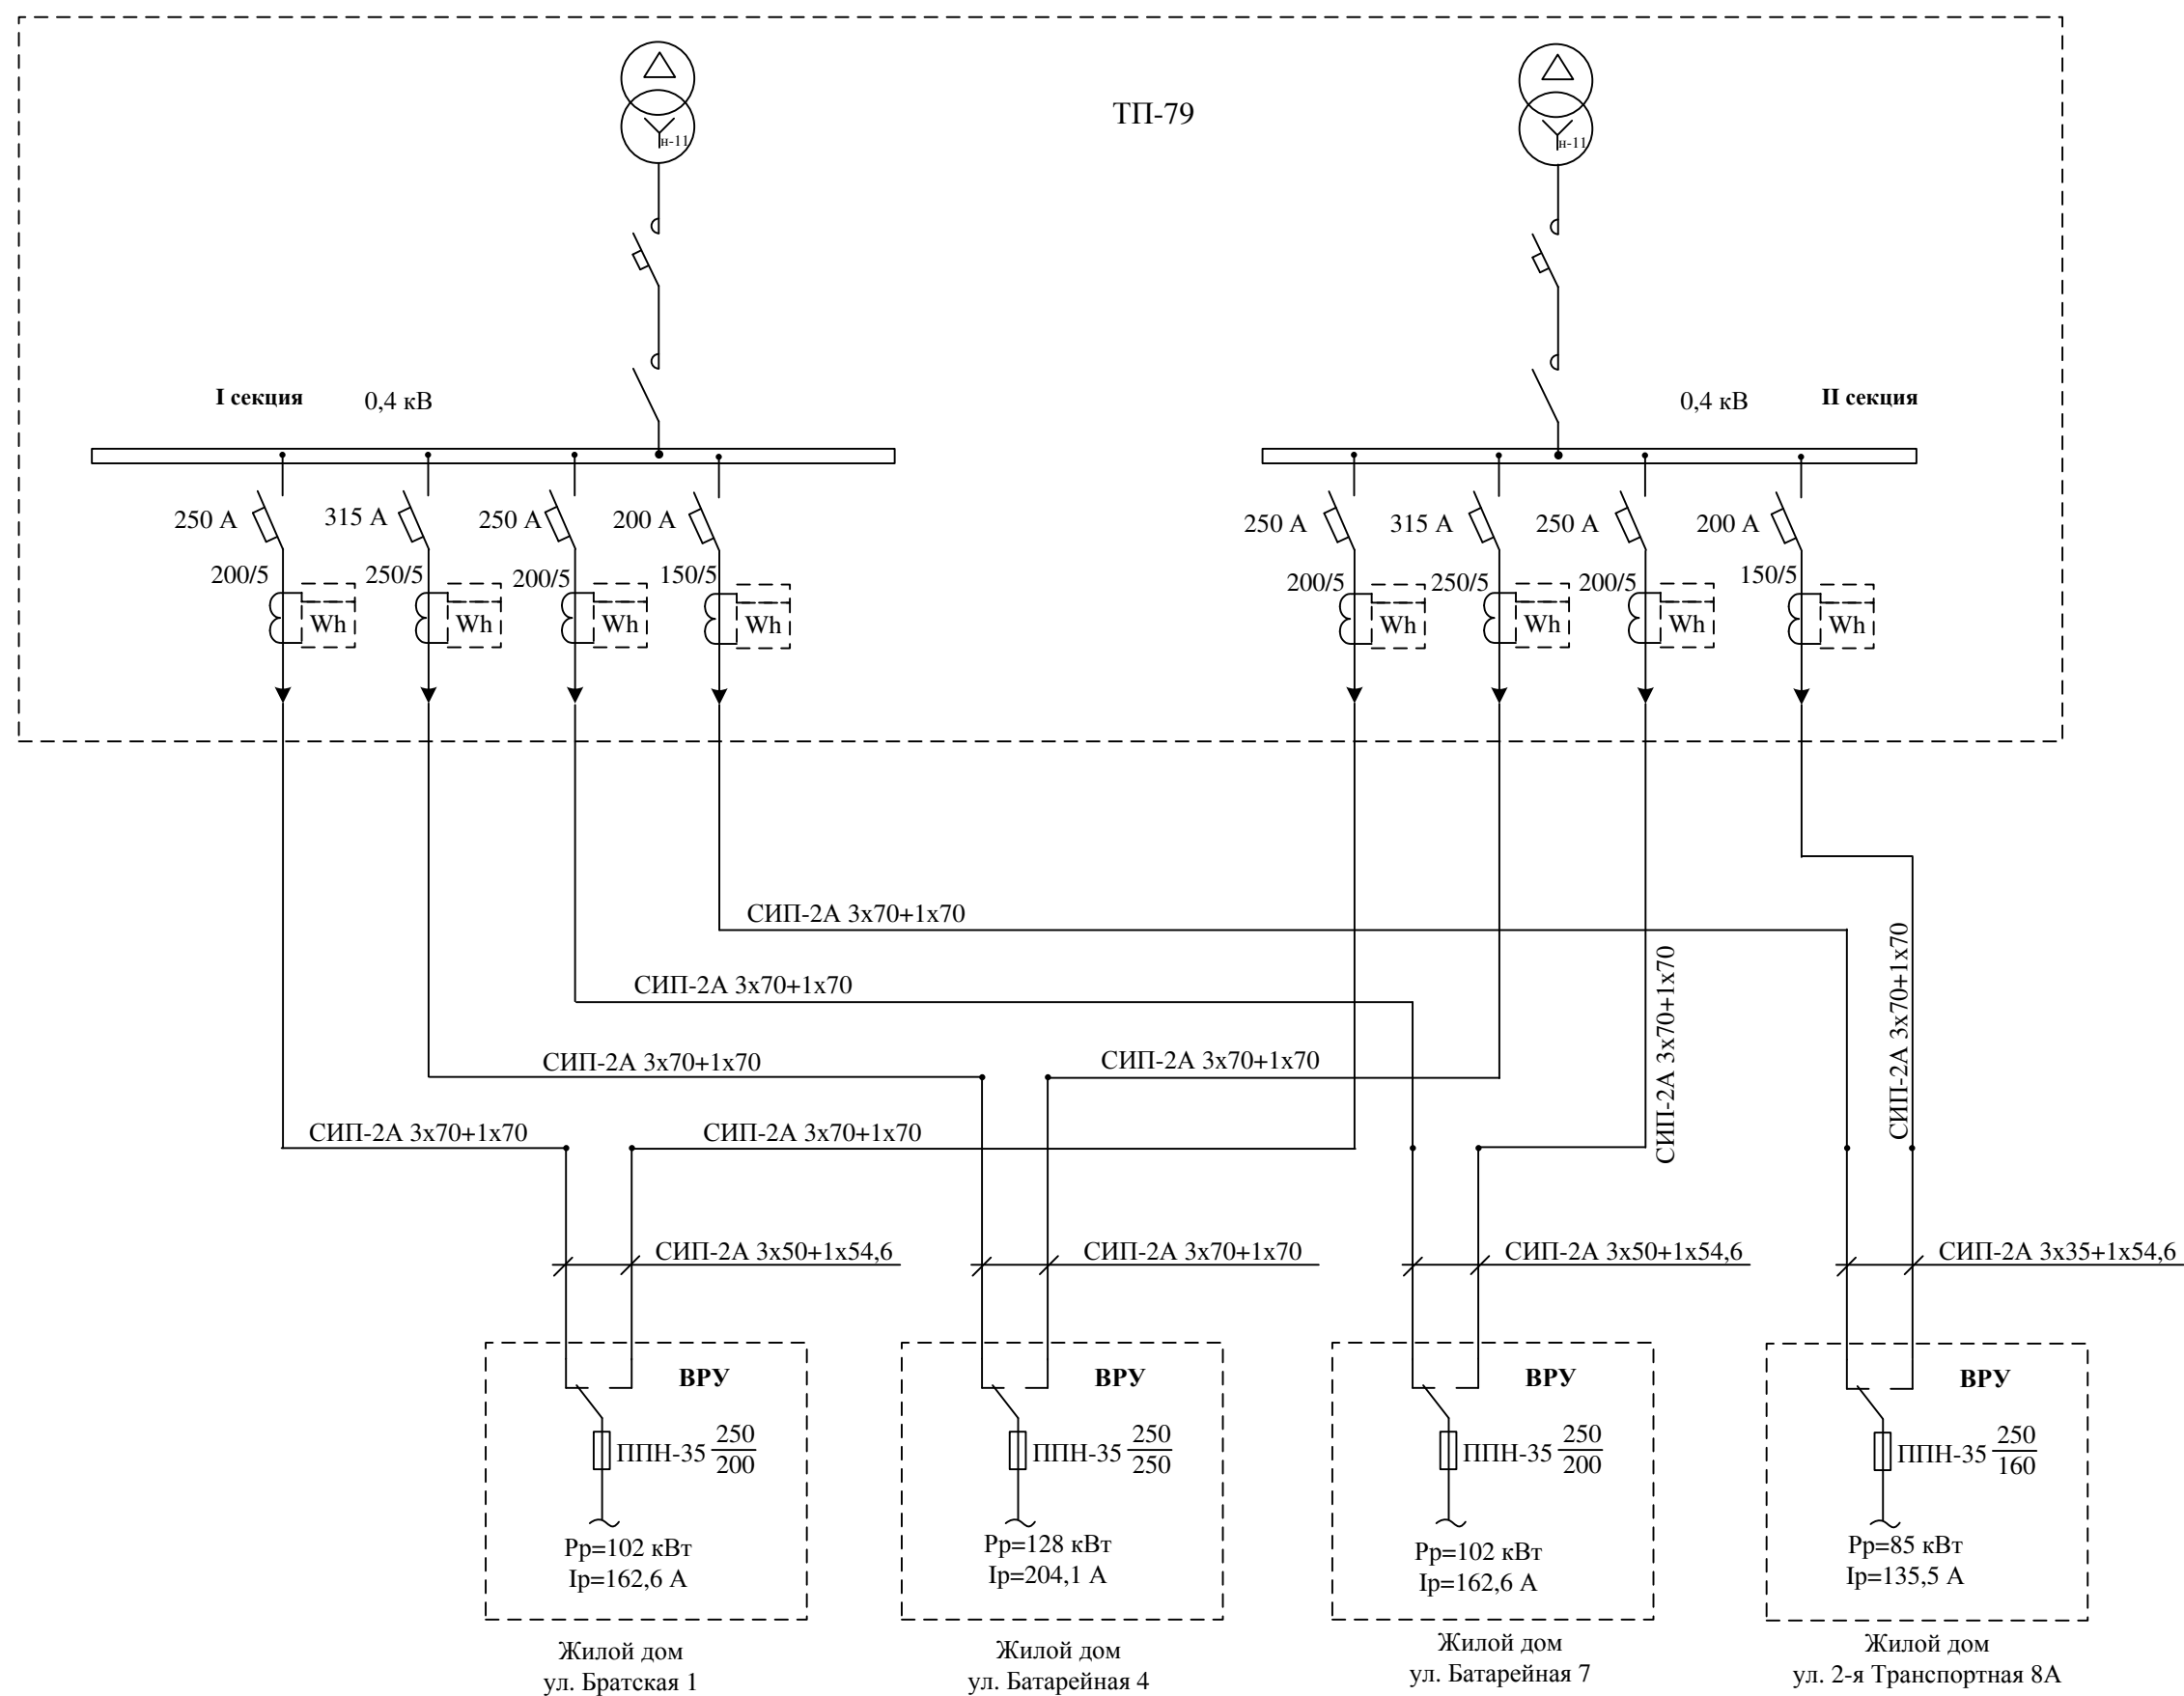 ТП-79
н-11
н-11
I секция
0,4 кВ
0,4 кВ
II секция
250 А
315 А
250 А
200 А
250 А
315 А
250 А
200 А
200/5
250/5
200/5
150/5
200/5
250/5
200/5
150/5
Wh
Wh
Wh
Wh
Wh
Wh
Wh
Wh
СИП-2А 3х70+1х70
СИП-2А 3х70+1х70
СИП-2А 3х70+1х70
СИП-2А 3х70+1х70
СИП-2А 3х70+1х70
СИП-2А 3х70+1х70
СИП-2А 3х70+1х70
СИП-2А 3х70+1х70
СИП-2А 3х50+1х54,6
СИП-2А 3х70+1х70
СИП-2А 3х50+1х54,6
СИП-2А 3х35+1х54,6
ВРУ
ППН-35 250/200
Рр=102 кВт
Iр=162,6 А
Жилой дом
ул. Братская 1
ВРУ
ППН-35 250/250
Рр=128 кВт
Iр=204,1 А
Жилой дом
ул. Батарейная 4
ВРУ
ППН-35 250/200
Рр=102 кВт
Iр=162,6 А
Жилой дом
ул. Батарейная 7
ВРУ
ППН-35 250/160
Рр=85 кВт
Iр=135,5 А
Жилой дом
ул. 2-я Транспортная 8А